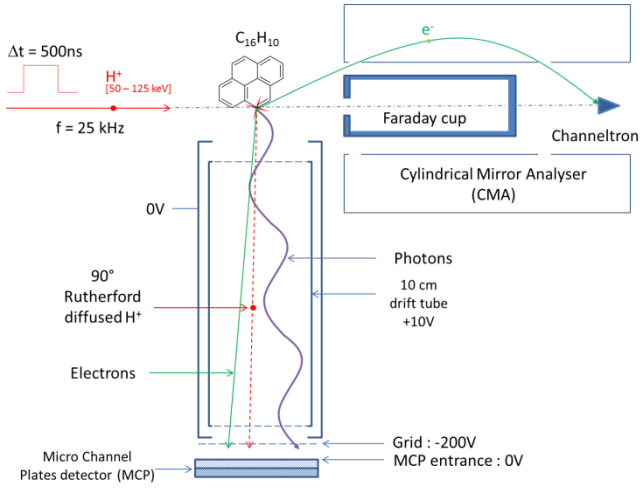 Δt = 500ns
H⁺
[50 – 125 keV]
f = 25 kHz
C₁₆H₁₀
e⁻
Faraday cup
Channeltron
Cylindrical Mirror Analyser
(CMA)
0V
Photons
10 cm
drift tube
+10V
90°
Rutherford
diffused H⁺
Electrons
Grid : -200V
MCP entrance : 0V
Micro Channel
Plates detector (MCP)